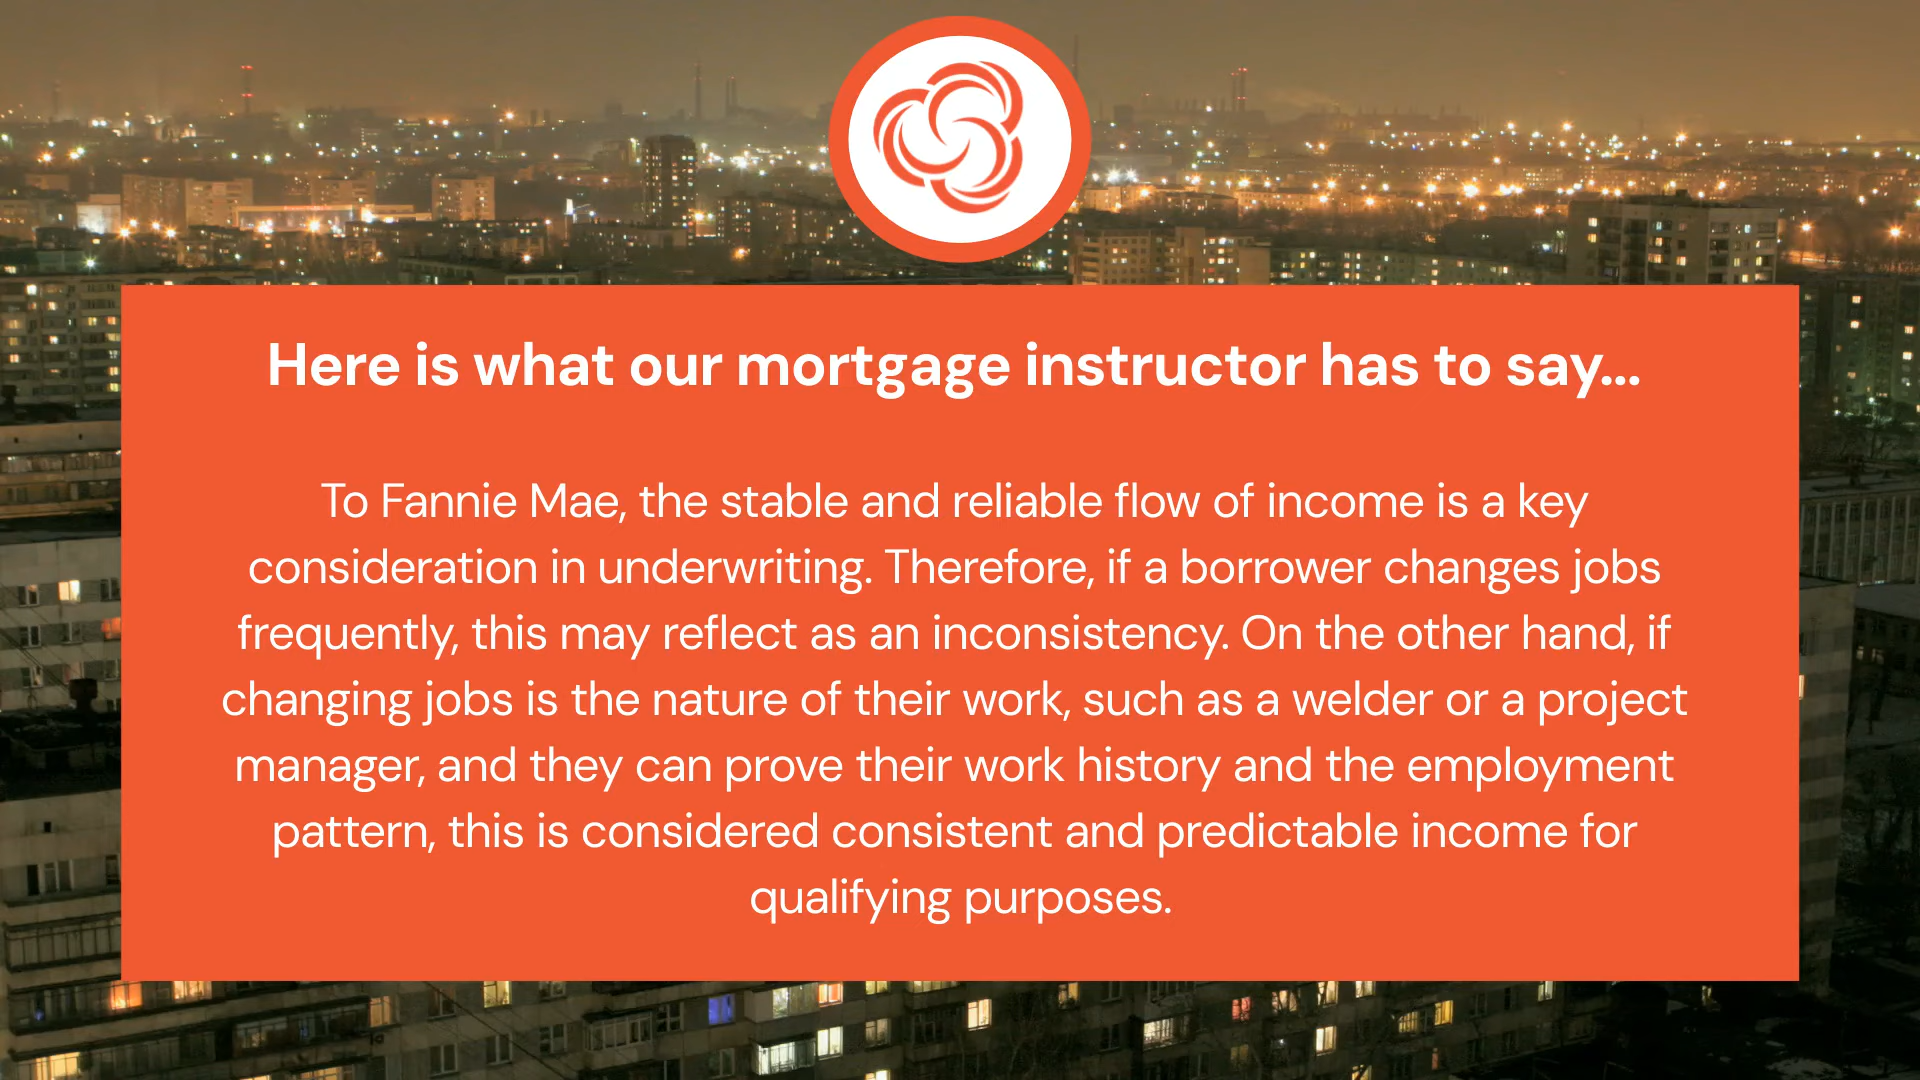 Here is what our mortgage instructor has to say...
To Fannie Mae, the stable and reliable flow of income is a key
consideration in underwriting. Therefore, if a borrower changes jobs
frequently, this may reflect as an inconsistency. On the other hand, if
changing jobs is the nature of their work, such as a welder or a project
manager, and they can prove their work history and the employment
pattern, this is considered consistent and predictable income for
qualifying purposes.